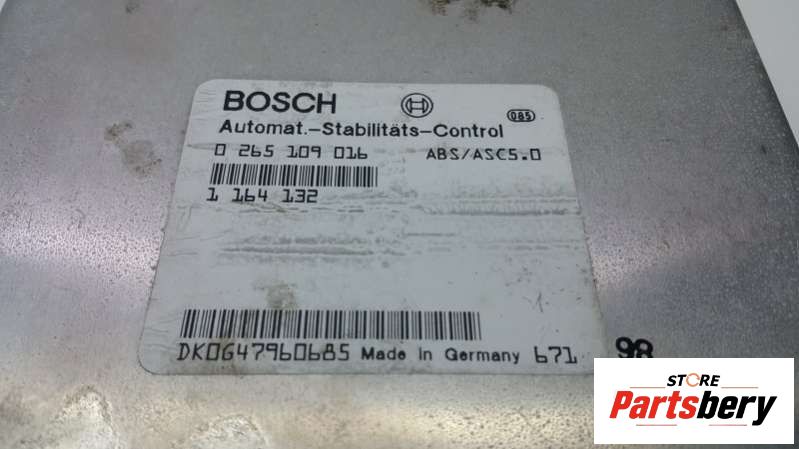 BOSCH
085
Automat.-Stabilitäts-Control
0 265 109 016 ABS/ASC5.0
1 164 132
DK0G47960685 Made in Germany 671
98
STORE
Partsbery